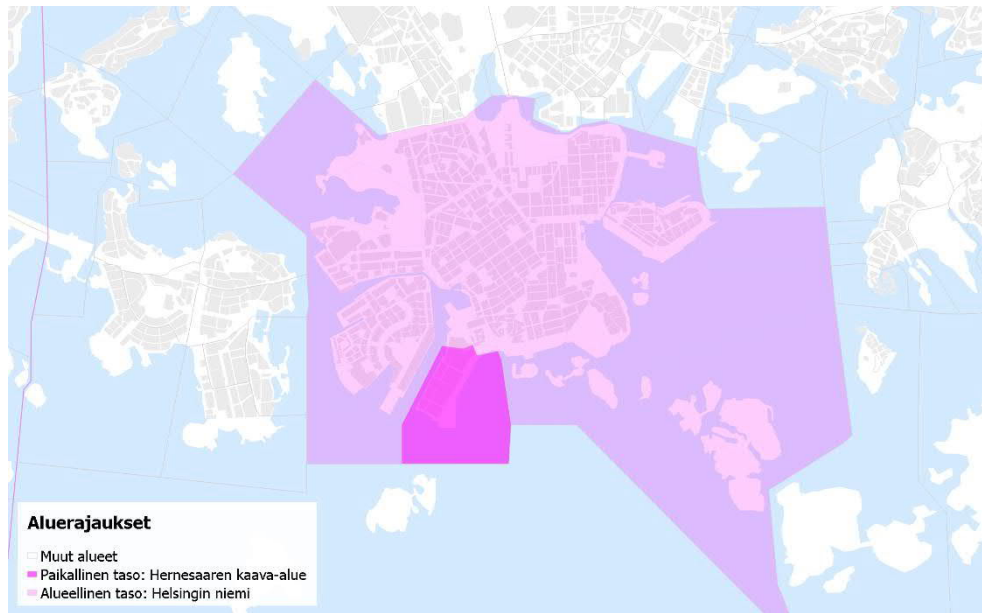 Aluerajaukset
Muut alueet
Paikallinen taso: Hernesaaren kaava-alue
Alueellinen taso: Helsingin niemi